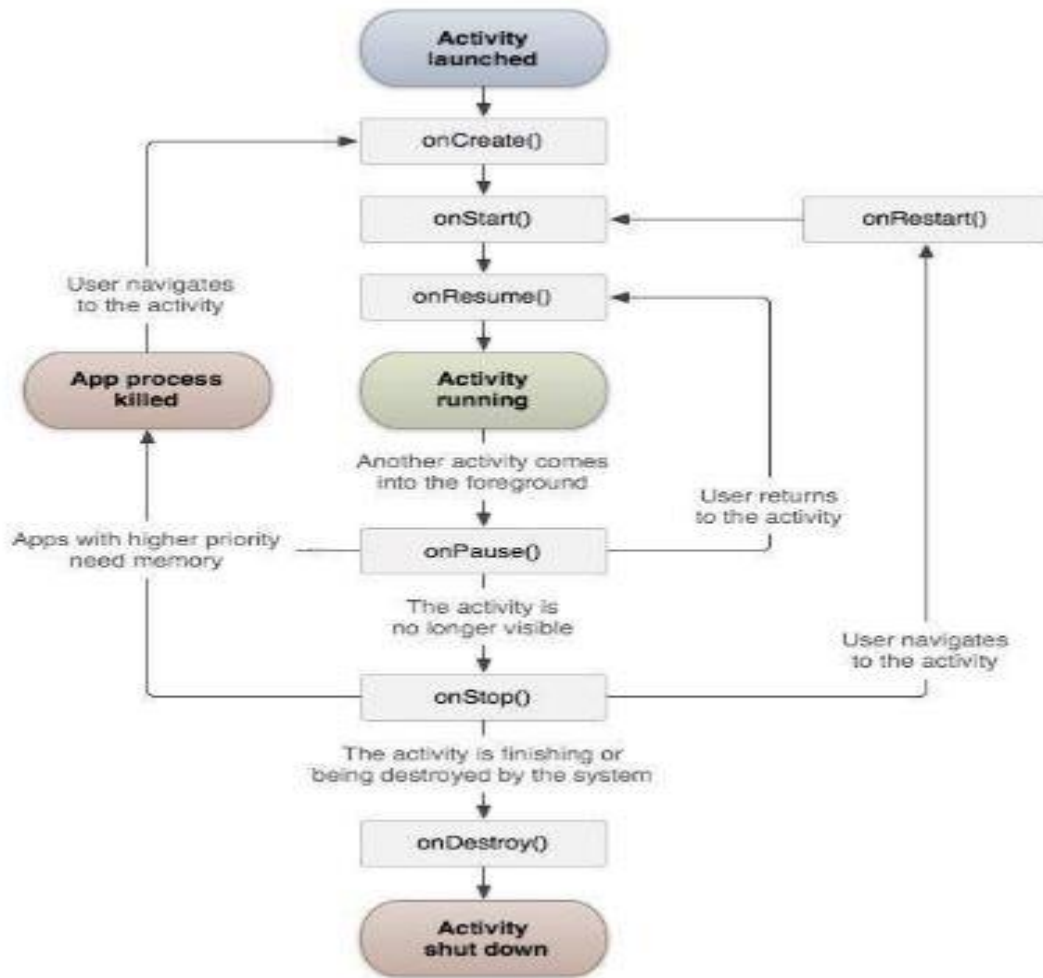 Activity
launched
onCreate()
onStart()
onRestart()
User navigates
to the activity
onResume()
App process
killed
Activity
running
Another activity comes
into the foreground
User returns
to the activity
Apps with higher priority
need memory
onPause()
The activity is
no longer visible
User navigates
to the activity
onStop()
The activity is finishing or
being destroyed by the system
onDestroy()
Activity
shut down